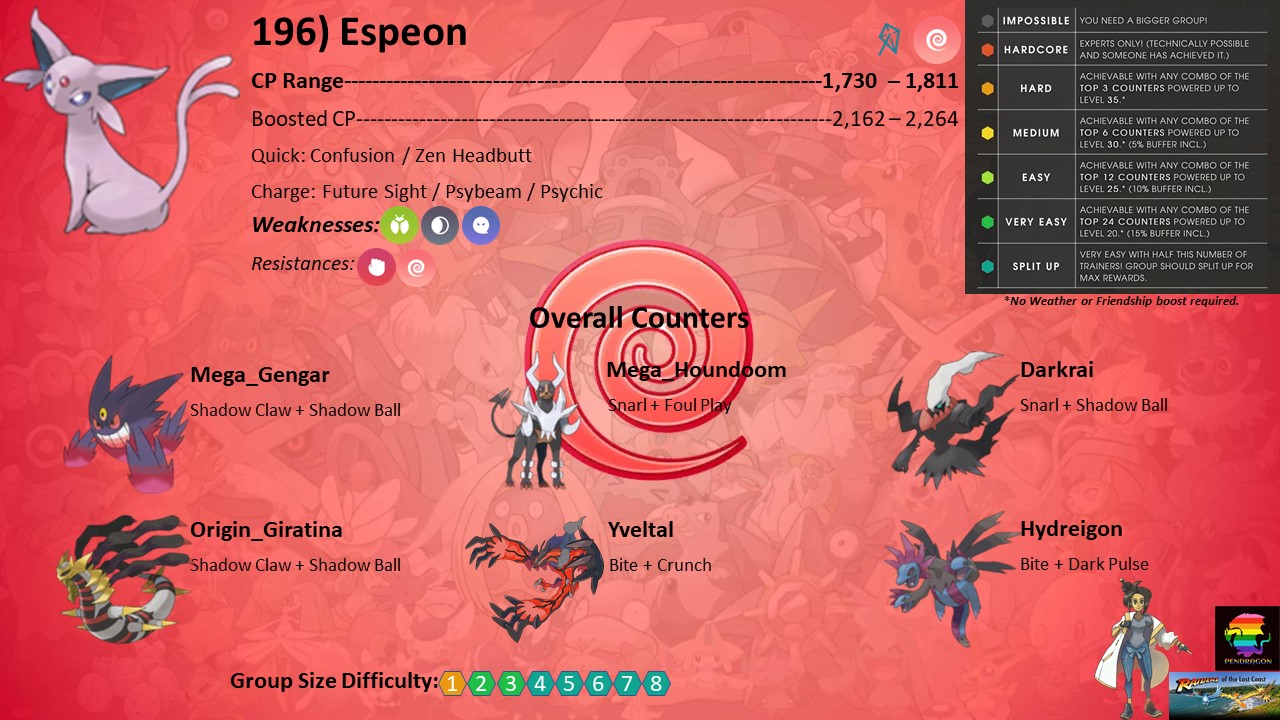 196) Espeon
CP Range------------------------------------------------------------------------1,730 – 1,811
Boosted CP--------------------------------------------------------------------2,162 – 2,264
Quick: Confusion / Zen Headbutt
Charge: Future Sight / Psybeam / Psychic
Weaknesses:
Resistances:
IMPOSSIBLE YOU NEED A BIGGER GROUP!
HARDCORE EXPERTS ONLY! (TECHNICALLY POSSIBLE
AND SOMEONE HAS ACHIEVED IT.)
HARD ACHIEVABLE WITH ANY COMBO OF THE
TOP 3 COUNTERS POWERED UP TO
LEVEL 35.*
MEDIUM ACHIEVABLE WITH ANY COMBO OF THE
TOP 6 COUNTERS POWERED UP TO
LEVEL 30.* (5% BUFFER INCL.)
EASY ACHIEVABLE WITH ANY COMBO OF THE
TOP 12 COUNTERS POWERED UP TO
LEVEL 25.* (10% BUFFER INCL.)
VERY EASY ACHIEVABLE WITH ANY COMBO OF THE
TOP 24 COUNTERS POWERED UP TO
LEVEL 20.* (15% BUFFER INCL.)
SPLIT UP VERY EASY WITH HALF THIS NUMBER OF
TRAINERS! GROUP SHOULD SPLIT UP FOR
MAX REWARDS.
*No Weather or Friendship boost required.
Overall Counters
Mega_Gengar
Shadow Claw + Shadow Ball
Mega_Houndoom
Snarl + Foul Play
Darkrai
Snarl + Shadow Ball
Origin_Giratina
Shadow Claw + Shadow Ball
Yveltal
Bite + Crunch
Hydreigon
Bite + Dark Pulse
Group Size Difficulty: 1 2 3 4 5 6 7 8
PENDRAGON
RAIDERS of the Lost Coast